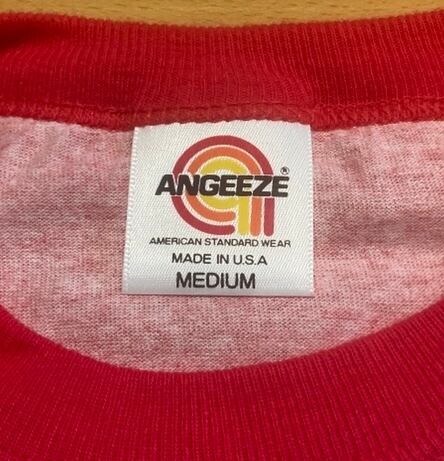 ANGEEZE®
AMERICAN STANDARD WEAR
MADE IN U.S.A
MEDIUM